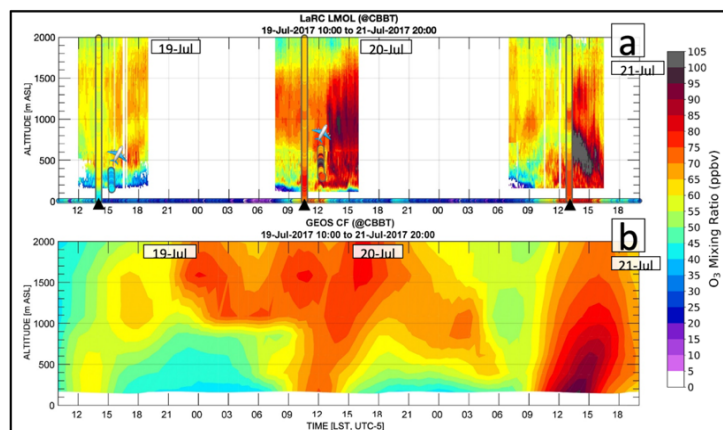 LaRC LMOL (@CBBT)
19-Jul-2017 10:00 to 21-Jul-2017 20:00
19-Jul
20-Jul
a
21-Jul
ALTITUDE [m ASL]
2000
1500
1000
500
0
12 15 18 21 00 03 06 09 12 15 18 21 00 03 06 09 12 15 18
GEOS CF (@CBBT)
19-Jul-2017 10:00 to 21-Jul-2017 20:00
19-Jul
20-Jul
b
21-Jul
ALTITUDE [m ASL]
2000
1500
1000
500
0
12 15 18 21 00 03 06 09 12 15 18 21 00 03 06 09 12 15 18
TIME [LST, UTC-5]
105
100
95
90
85
80
75
70
65
60
55
50
45
40
35
30
25
20
15
10
5
0
O₃ Mixing Ratio (ppbv)